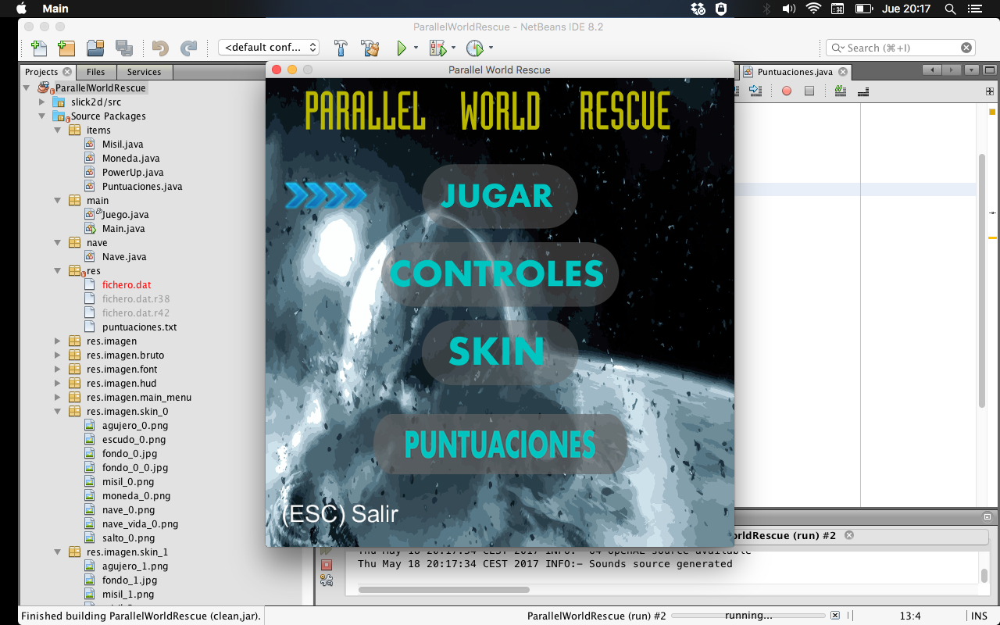 Main
Jue 20:17
ParallelWorldRescue - NetBeans IDE 8.2
<default conf...
Search (⌘+I)
Projects
Files
Services
Puntuaciones.java
ParallelWorldRescue
slick2d/src
Source Packages
items
Misil.java
Moneda.java
PowerUp.java
Puntuaciones.java
main
Juego.java
Main.java
nave
Nave.java
res
fichero.dat
fichero.dat.r38
fichero.dat.r42
puntuaciones.txt
res.imagen
res.imagen.bruto
res.imagen.font
res.imagen.hud
res.imagen.main_menu
res.imagen.skin_0
agujero_0.png
escudo_0.png
fondo_0.jpg
fondo_0_0.jpg
misil_0.png
moneda_0.png
nave_0.png
nave_vida_0.png
salto_0.png
res.imagen.skin_1
agujero_1.png
fondo_1.jpg
misil_1.png
Parallel World Rescue
PARALLEL WORLD RESCUE
JUGAR
CONTROLES
SKIN
PUNTUACIONES
(ESC) Salir
orldRescue (run) #2
Thu May 18 20:17:34 CEST 2017 INFO:- 64 OpenAL source available
Thu May 18 20:17:34 CEST 2017 INFO:- Sounds source generated
Finished building ParallelWorldRescue (clean,jar).
ParallelWorldRescue (run) #2
running...
13:4
INS